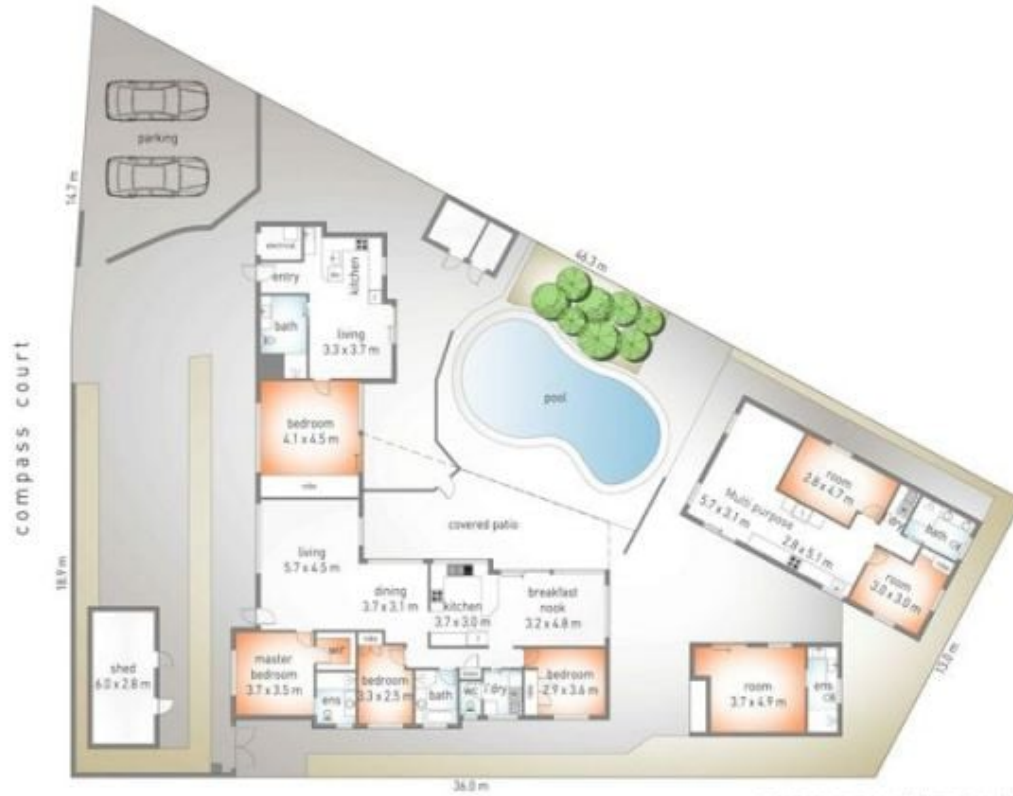 parking
14.7 m
46.3 m
compass court
electrical
entry
kitchen
bath
living
3.3 x 3.7 m
bedroom
4.1 x 4.5 m
robe
pool
covered patio
living
5.7 x 4.5 m
dining
3.7 x 3.1 m
kitchen
3.7 x 3.0 m
breakfast
nook
3.2 x 4.8 m
room
2.8 x 4.7 m
Multi purpose
5.7 x 3.1 m
2.8 x 5.1 m
dry
Bath
room
3.0 x 3.0 m
18.9 m
13.0 m
shed
6.0 x 2.8 m
master
bedroom
3.7 x 3.5 m
ens
robe
bedroom
3.3 x 2.5 m
bath
wc
l'dry
bedroom
2.9 x 3.6 m
room
3.7 x 4.9 m
ens
36.0 m